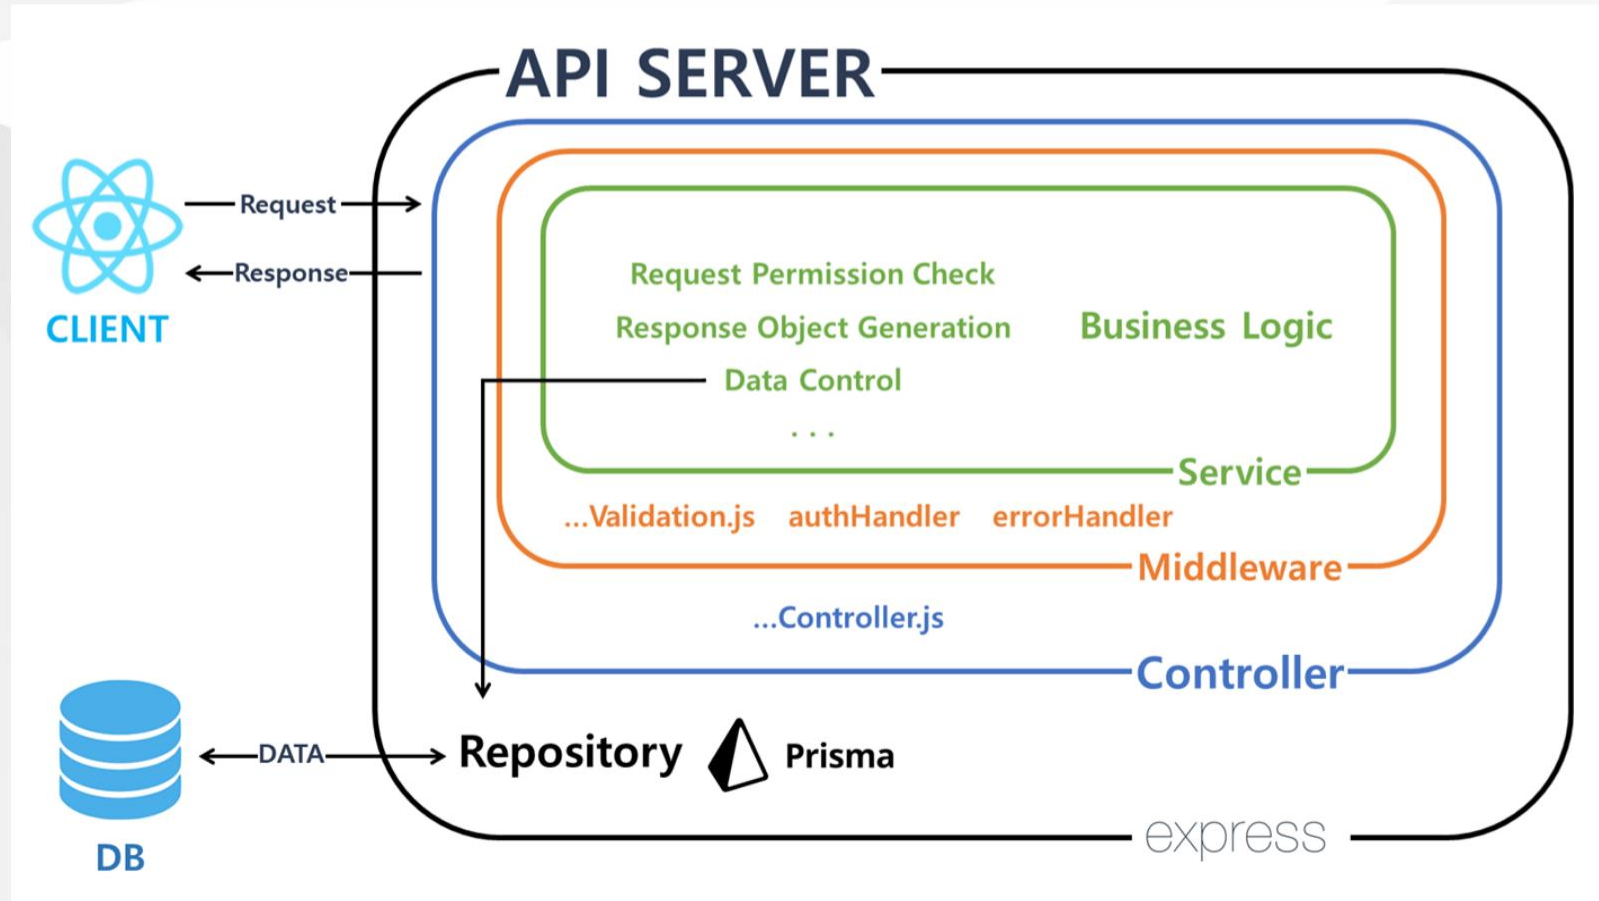 API SERVER
Request
Response
CLIENT
Request Permission Check
Response Object Generation
Business Logic
Data Control
. . .
Service
...Validation.js authHandler errorHandler
Middleware
...Controller.js
Controller
DATA
Repository
Prisma
express
DB